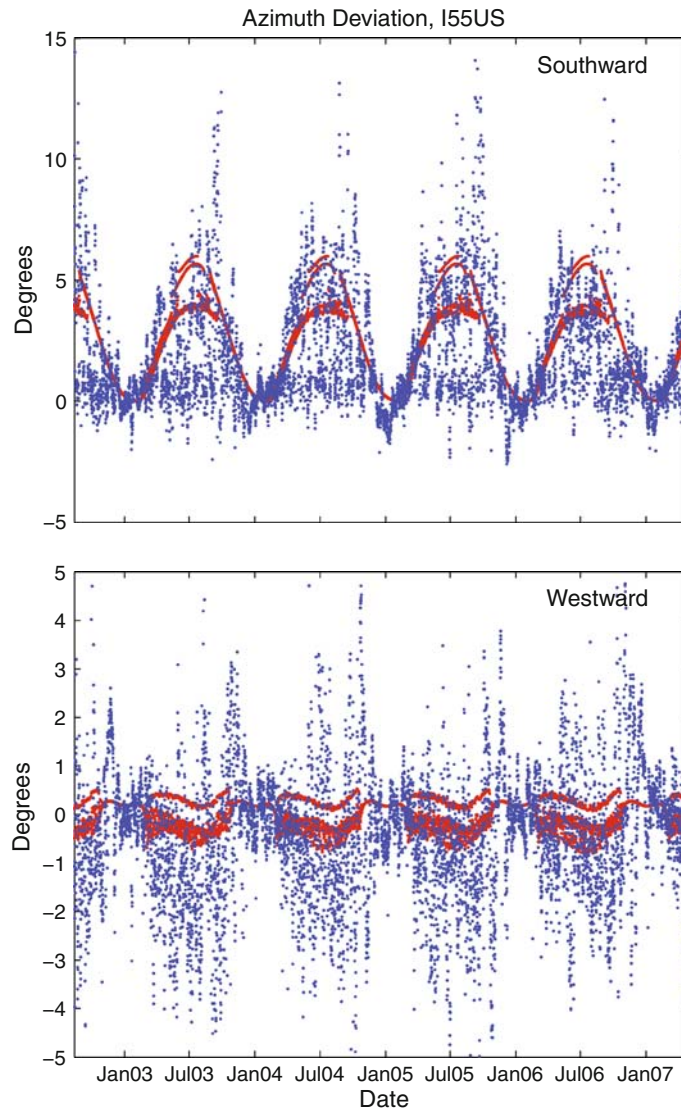 Azimuth Deviation, I55US
Southward
15
10
5
0
−5
Degrees
Westward
5
4
3
2
1
0
−1
−2
−3
−4
−5
Degrees
Jan03 Jul03 Jan04 Jul04 Jan05 Jul05 Jan06 Jul06 Jan07
Date